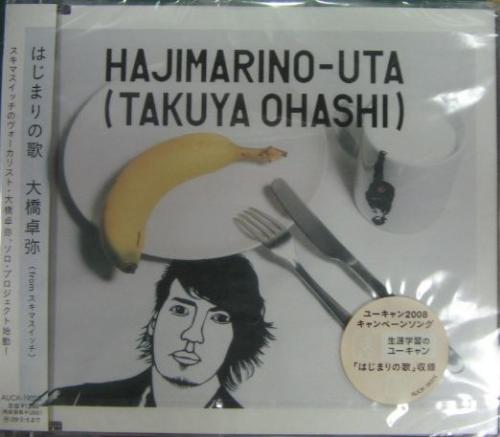 HAJIMARINO-UTA
(TAKUYA OHASHI)
はじまりの歌 大橋卓弥 (from スキマスイッチ)
スキマスイッチのヴォーカリスト・大橋卓弥、ソロ・プロジェクト始動!
ユーキャン2008
キャンペーンソング
生涯学習の
ユーキャン
「はじまりの歌」収録